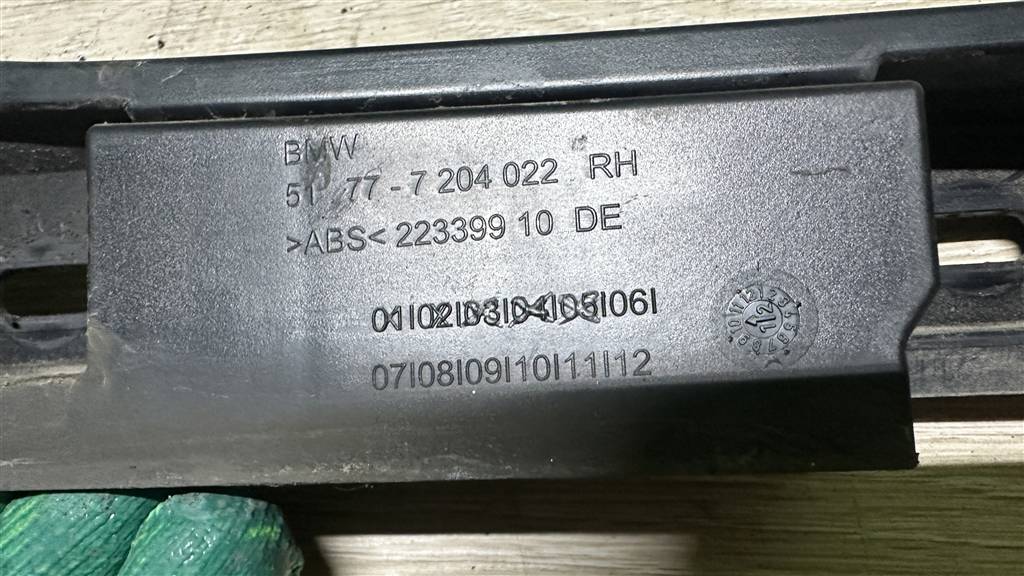 BMW
51 77 - 7 204 022 RH
>ABS< 223399 10 DE
01|02|03|04|05|06|
07|08|09|10|11|12